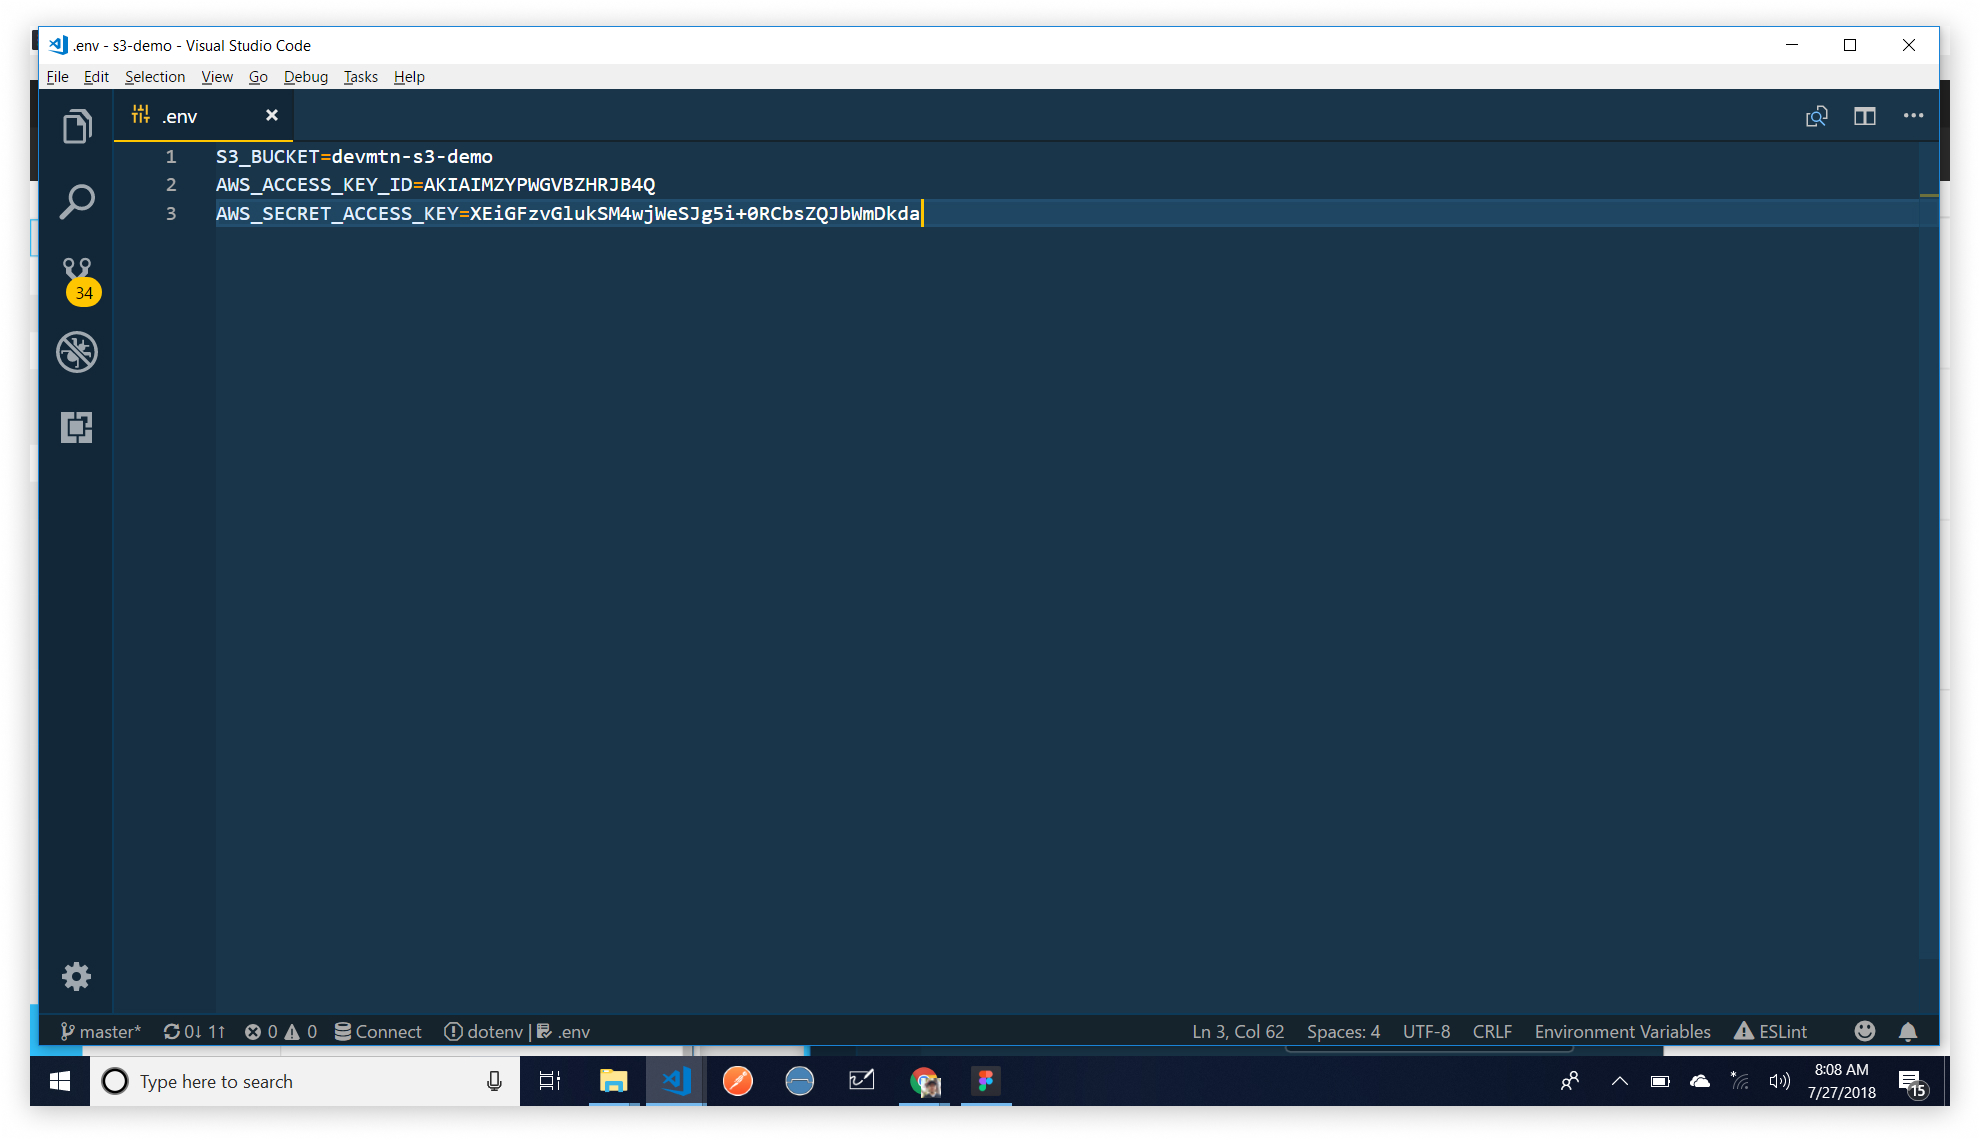 .env - s3-demo - Visual Studio Code
File Edit Selection View Go Debug Tasks Help
.env
1 S3_BUCKET=devmtn-s3-demo
2 AWS_ACCESS_KEY_ID=AKIAIMZYPWGVBZHRJB4Q
3 AWS_SECRET_ACCESS_KEY=XEiGFzvGlukSM4wjWeSJg5i+0RCbsZQJbWmDkda
34
master* 0↓ 1↑ 0 0 Connect dotenv | .env Ln 3, Col 62 Spaces: 4 UTF-8 CRLF Environment Variables ESLint
Type here to search
8:08 AM
7/27/2018
15